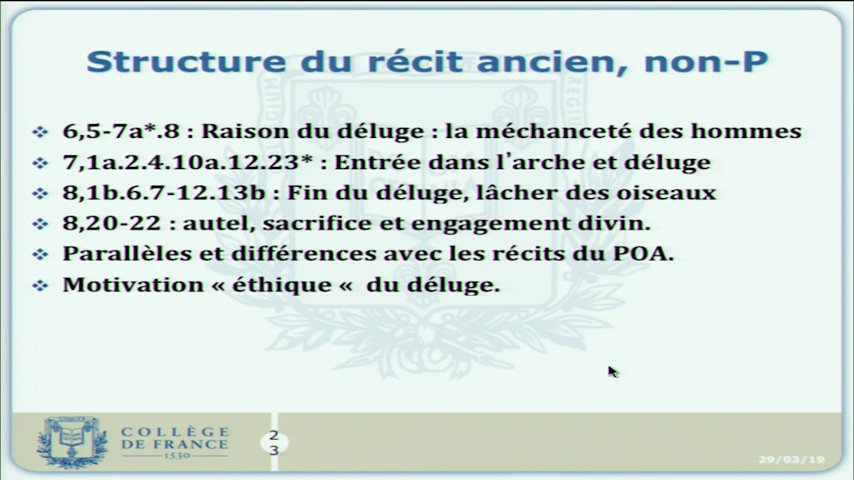 Structure du récit ancien, non-P
6,5-7a*.8 : Raison du déluge : la méchanceté des hommes
7,1a.2.4.10a.12.23* : Entrée dans l'arche et déluge
8,1b.6.7-12.13b : Fin du déluge, lâcher des oiseaux
8,20-22 : autel, sacrifice et engagement divin.
Parallèles et différences avec les récits du POA.
Motivation « éthique «  du déluge.
COLLÈGE
DE FRANCE
1530
2
3
29/03/19